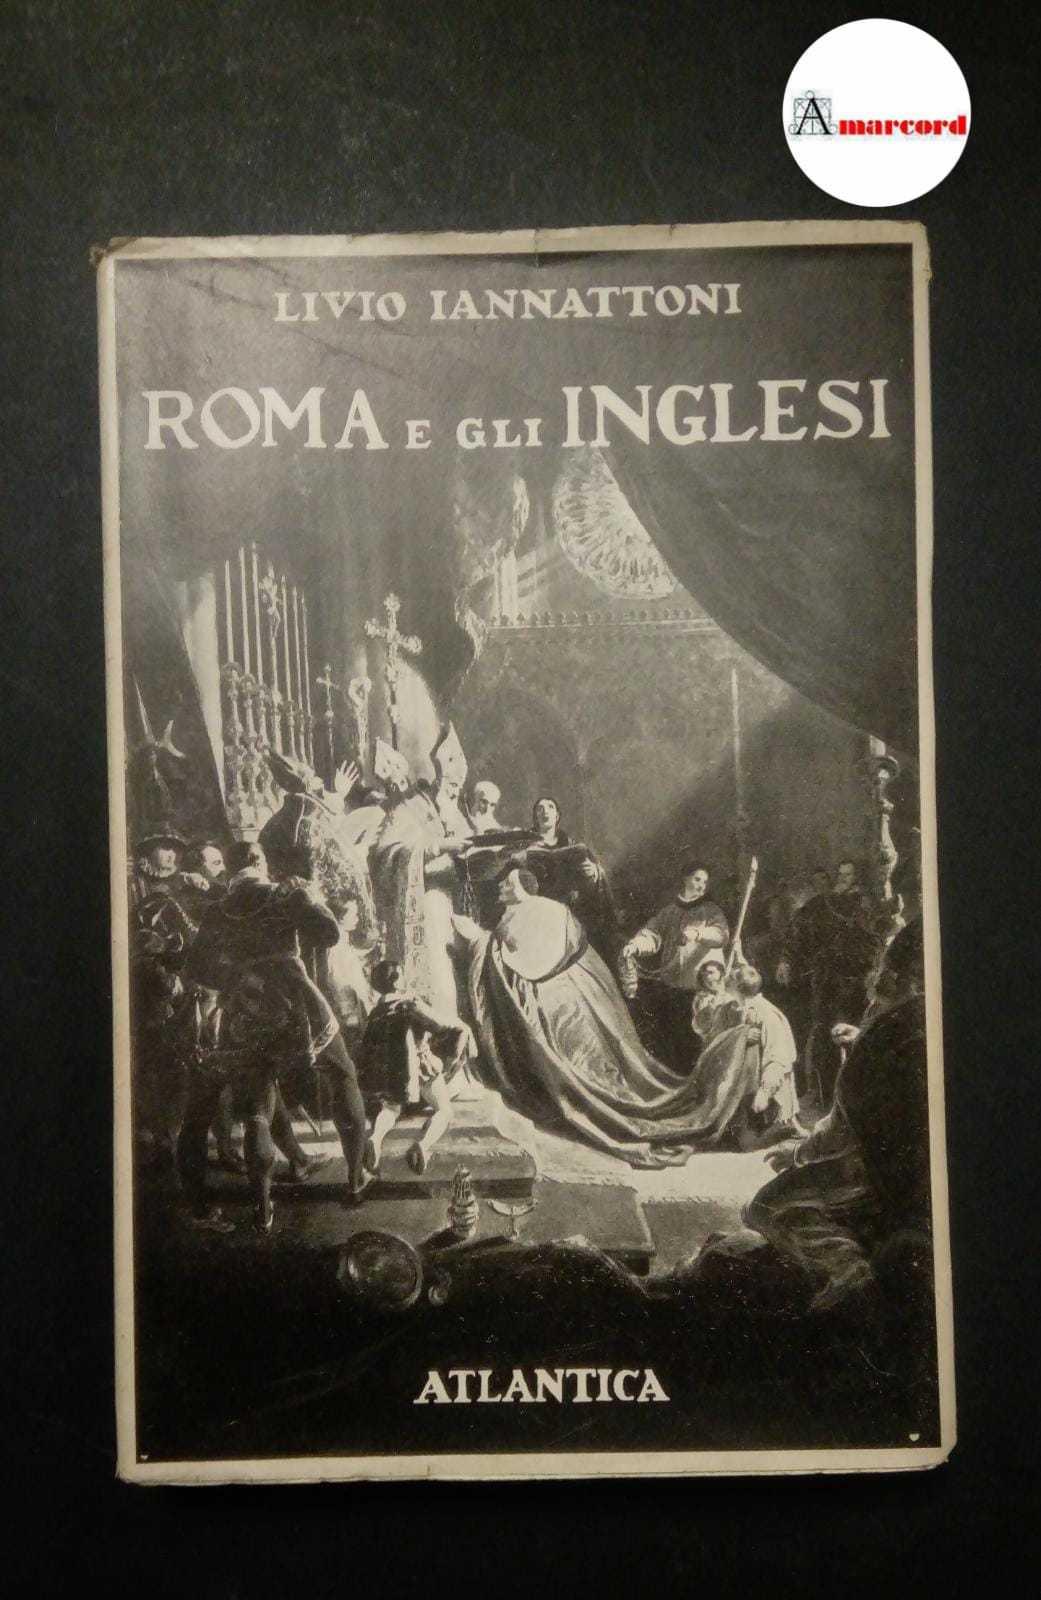 Amarcord
LIVIO IANNATTONI
ROMA E GLI INGLESI
ATLANTICA